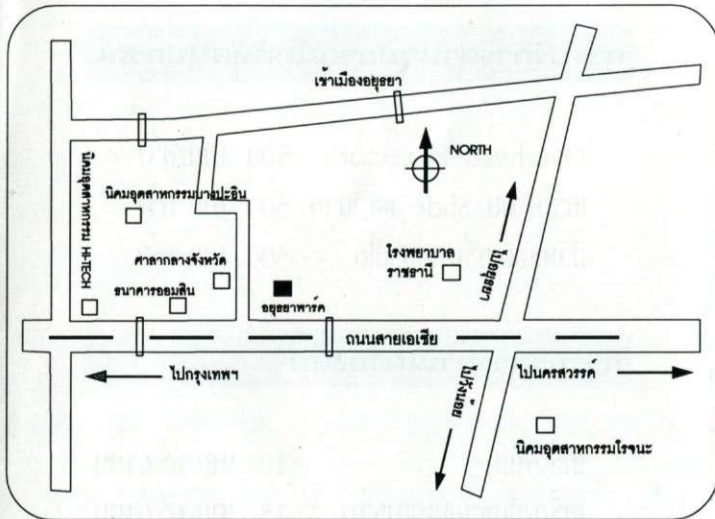 เข้าเมืองอยุธยา
NORTH
นิคมอุตสาหกรรม HI-TECH
นิคมอุตสาหกรรมบางปะอิน
ศาลากลางจังหวัด
ธนาคารออมสิน
อยุธยาพาร์ค
โรงพยาบาล
ราชธานี
ไปอยุธยา
ถนนสายเอเซีย
ไปกรุงเทพฯ
ไปวังน้อย
ไปนครสวรรค์
นิคมอุตสาหกรรมโรจนะ